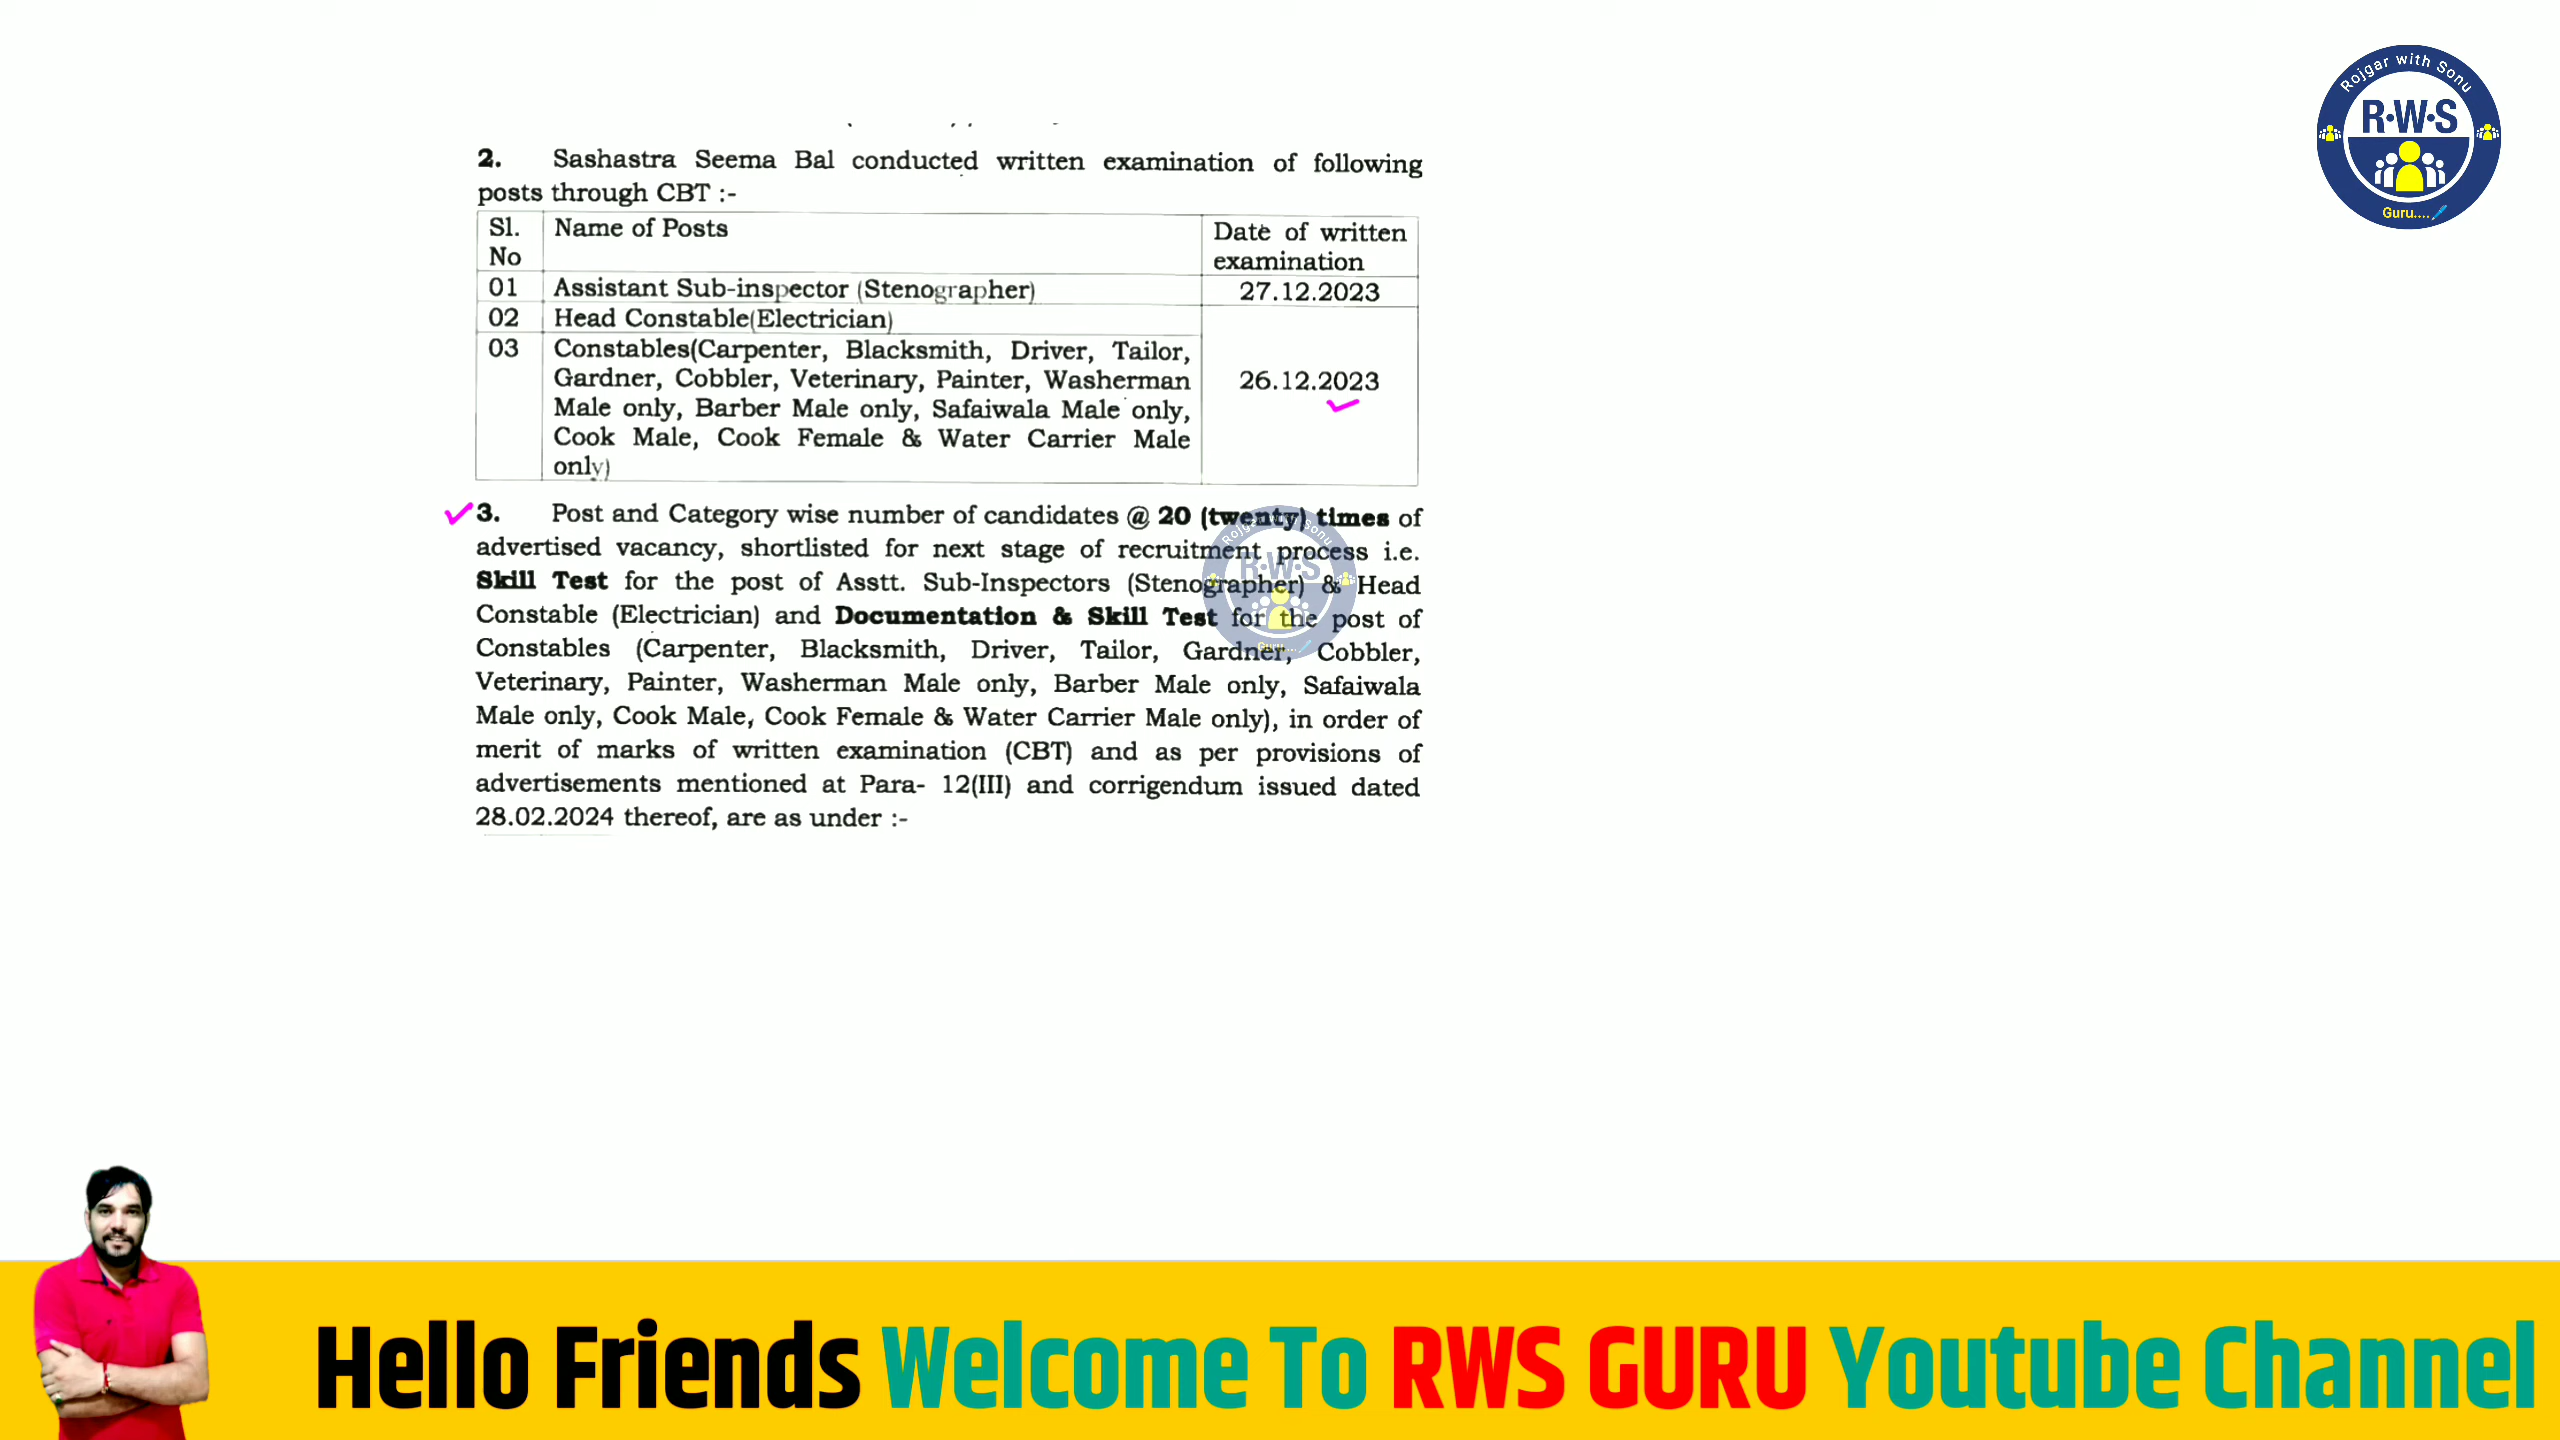 Rojgar with Sonu
R·W·S
Guru....
2. Sashastra Seema Bal conducted written examination of following
posts through CBT :-
Sl. No
Name of Posts
Date of written examination
01 Assistant Sub-inspector (Stenographer) 27.12.2023
02 Head Constable(Electrician)
03 Constables(Carpenter, Blacksmith, Driver, Tailor,
Gardner, Cobbler, Veterinary, Painter, Washerman
Male only, Barber Male only, Safaiwala Male only,
Cook Male, Cook Female & Water Carrier Male
only)
26.12.2023
3. Post and Category wise number of candidates @ 20 (twenty) times of
advertised vacancy, shortlisted for next stage of recruitment process i.e.
Skill Test for the post of Asstt. Sub-Inspectors (Stenographer) & Head
Constable (Electrician) and Documentation & Skill Test for the post of
Constables (Carpenter, Blacksmith, Driver, Tailor, Gardner, Cobbler,
Veterinary, Painter, Washerman Male only, Barber Male only, Safaiwala
Male only, Cook Male, Cook Female & Water Carrier Male only), in order of
merit of marks of written examination (CBT) and as per provisions of
advertisements mentioned at Para- 12(III) and corrigendum issued dated
28.02.2024 thereof, are as under :-
Rojgar with Sonu
R·W·S
Guru....
Hello Friends Welcome To RWS GURU Youtube Channel